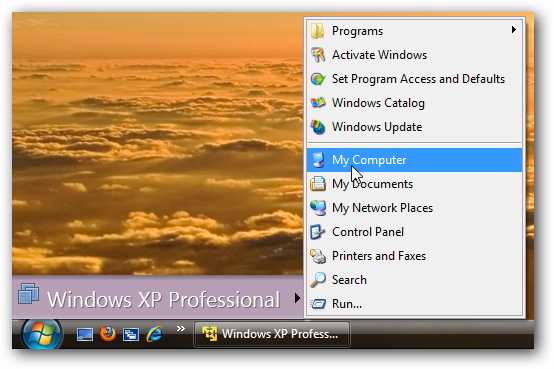 Programs
Activate Windows
Set Program Access and Defaults
Windows Catalog
Windows Update
My Computer
My Documents
My Network Places
Control Panel
Printers and Faxes
Search
Run...
Windows XP Professional
Windows XP Profess...